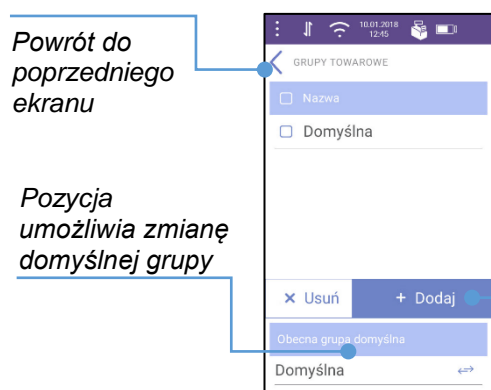 Powrót do
poprzedniego
ekranu
Pozycja
umożliwia zmianę
domyślnej grupy
10.01.2018
12:45
GRUPY TOWAROWE
Nazwa
Domyślna
× Usuń + Dodaj
Obecna grupa domyślna
Domyślna